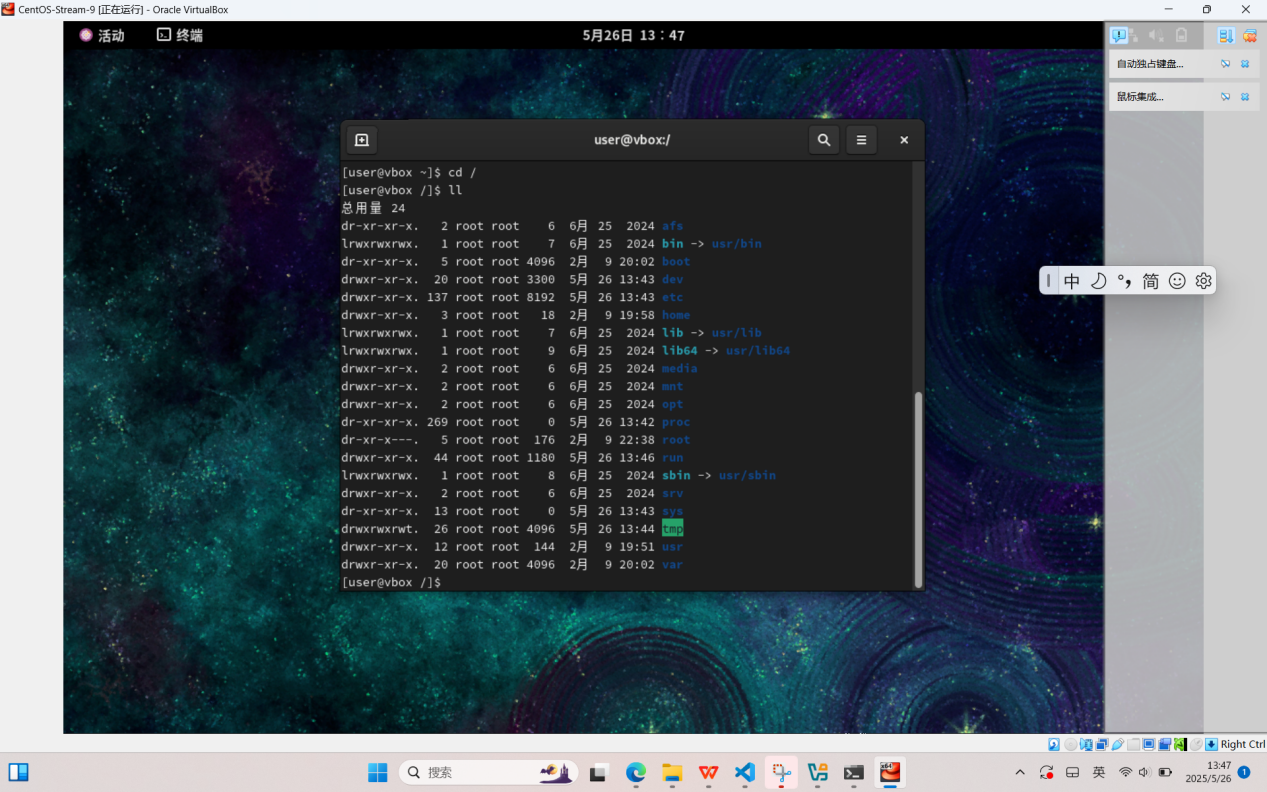 CentOS-Stream-9 [正在运行] - Oracle VirtualBox
活动 终端 5月26日 13：47
自动独占键盘...
鼠标集成...
user@vbox:/
[user@vbox ~]$ cd /
[user@vbox /]$ ll
总用量 24
dr-xr-xr-x. 2 root root 6 6月 25 2024 afs
lrwxrwxrwx. 1 root root 7 6月 25 2024 bin -> usr/bin
dr-xr-xr-x. 5 root root 4096 2月 9 20:02 boot
drwxr-xr-x. 20 root root 3300 5月 26 13:43 dev
drwxr-xr-x. 137 root root 8192 5月 26 13:43 etc
drwxr-xr-x. 3 root root 18 2月 9 19:58 home
lrwxrwxrwx. 1 root root 7 6月 25 2024 lib -> usr/lib
lrwxrwxrwx. 1 root root 9 6月 25 2024 lib64 -> usr/lib64
drwxr-xr-x. 2 root root 6 6月 25 2024 media
drwxr-xr-x. 2 root root 6 6月 25 2024 mnt
drwxr-xr-x. 2 root root 6 6月 25 2024 opt
dr-xr-xr-x. 269 root root 0 5月 26 13:42 proc
dr-xr-x---. 5 root root 176 2月 9 22:38 root
drwxr-xr-x. 44 root root 1180 5月 26 13:46 run
lrwxrwxrwx. 1 root root 8 6月 25 2024 sbin -> usr/sbin
drwxr-xr-x. 2 root root 6 6月 25 2024 srv
dr-xr-xr-x. 13 root root 0 5月 26 13:43 sys
drwxrwxrwt. 26 root root 4096 5月 26 13:44 tmp
drwxr-xr-x. 12 root root 144 2月 9 19:51 usr
drwxr-xr-x. 20 root root 4096 2月 9 20:02 var
[user@vbox /]$
中 °, 简
Right Ctrl
搜索
x64
英
13:47
2025/5/26
1